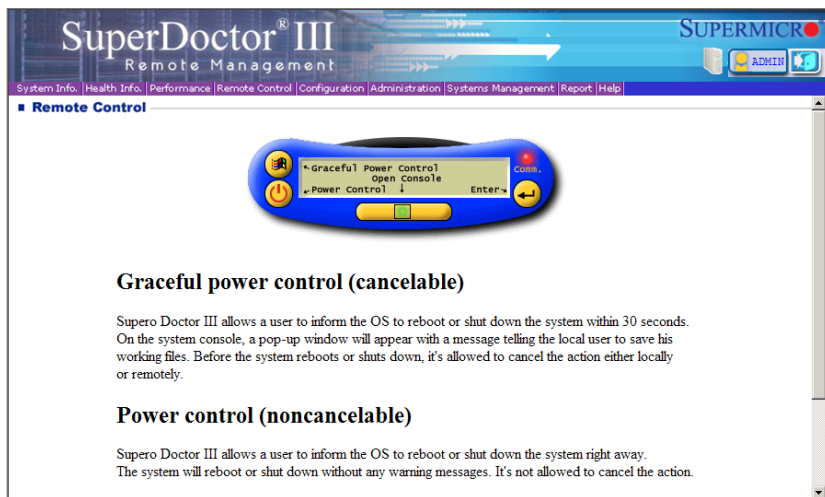 SuperDoctor® III
Remote Management
SUPERMICRO
ADMIN
System Info. Health Info. Performance Remote Control Configuration Administration Systems Management Report Help
Remote Control
Graceful Power Control
Open Console
Power Control Enter
Comm.
Graceful power control (cancelable)
Supero Doctor III allows a user to inform the OS to reboot or shut down the system within 30 seconds.
On the system console, a pop-up window will appear with a message telling the local user to save his
working files. Before the system reboots or shuts down, it's allowed to cancel the action either locally
or remotely.
Power control (noncancelable)
Supero Doctor III allows a user to inform the OS to reboot or shut down the system right away.
The system will reboot or shut down without any warning messages. It's not allowed to cancel the action.